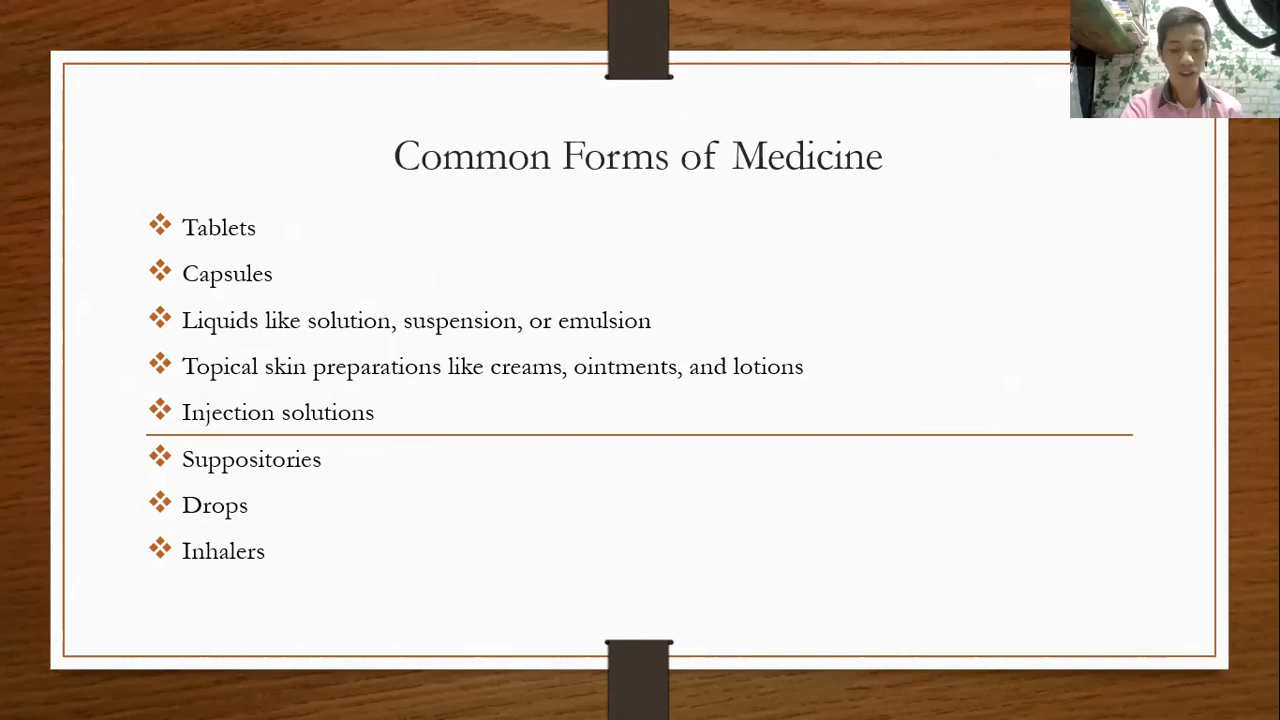 Common Forms of Medicine
Tablets
Capsules
Liquids like solution, suspension, or emulsion
Topical skin preparations like creams, ointments, and lotions
Injection solutions
Suppositories
Drops
Inhalers